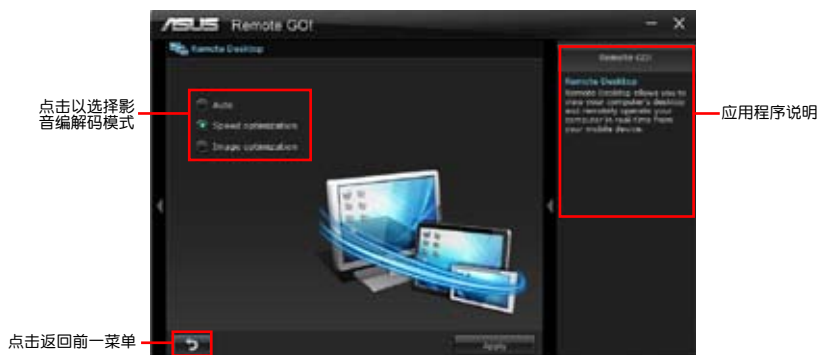 ASUS Remote GO!
Remote Desktop
Remote GO!
点击以选择影
音编解码模式
Auto
Speed optimization
Image optimization
Remote Desktop
Remote Desktop allows you to
view your computer's desktop
and remotely operate your
computer in real time from
your mobile device.
应用程序说明
点击返回前一菜单
Apply